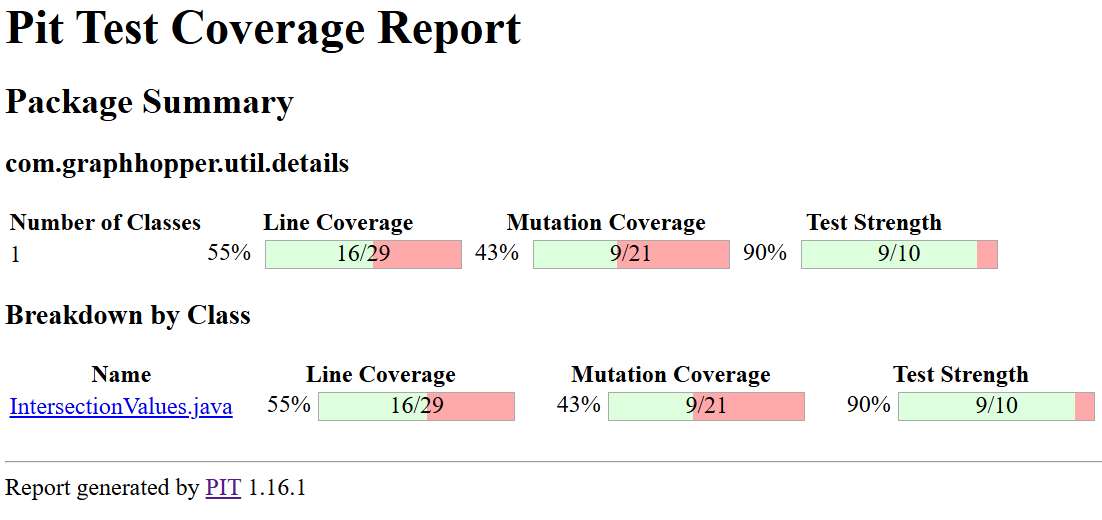 Pit Test Coverage Report
Package Summary
com.graphhopper.util.details
Number of Classes Line Coverage Mutation Coverage Test Strength
1 55% 16/29 43% 9/21 90% 9/10
Breakdown by Class
Name Line Coverage Mutation Coverage Test Strength
IntersectionValues.java 55% 16/29 43% 9/21 90% 9/10
Report generated by PIT 1.16.1